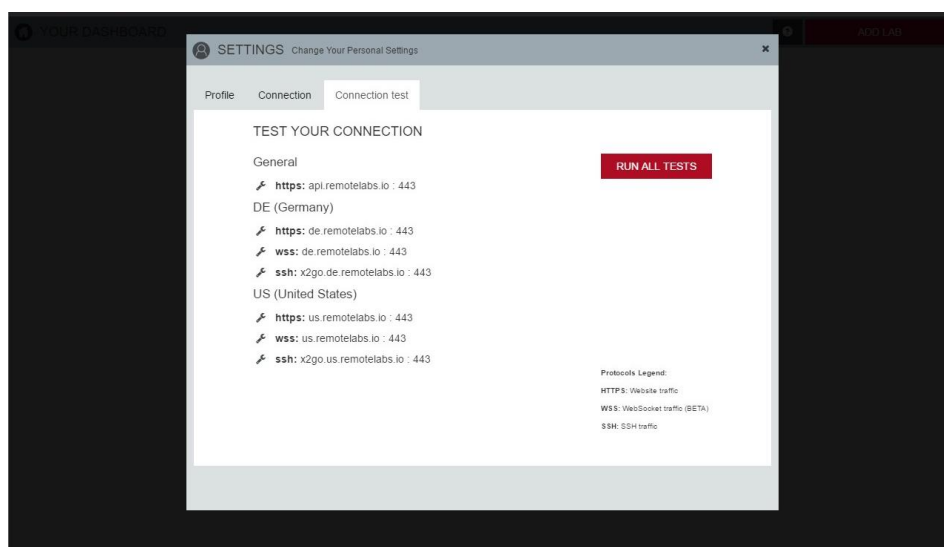 YOUR DASHBOARD
ADD LAB
SETTINGS Change Your Personal Settings
Profile Connection Connection test
TEST YOUR CONNECTION
General
https: api.remotelabs.io : 443
DE (Germany)
https: de.remotelabs.io : 443
wss: de.remotelabs.io : 443
ssh: x2go.de.remotelabs.io : 443
US (United States)
https: us.remotelabs.io : 443
wss: us.remotelabs.io : 443
ssh: x2go.us.remotelabs.io : 443
RUN ALL TESTS
Protocols Legend:
HTTPS: Website traffic
WSS: WebSocket traffic (BETA)
SSH: SSH traffic